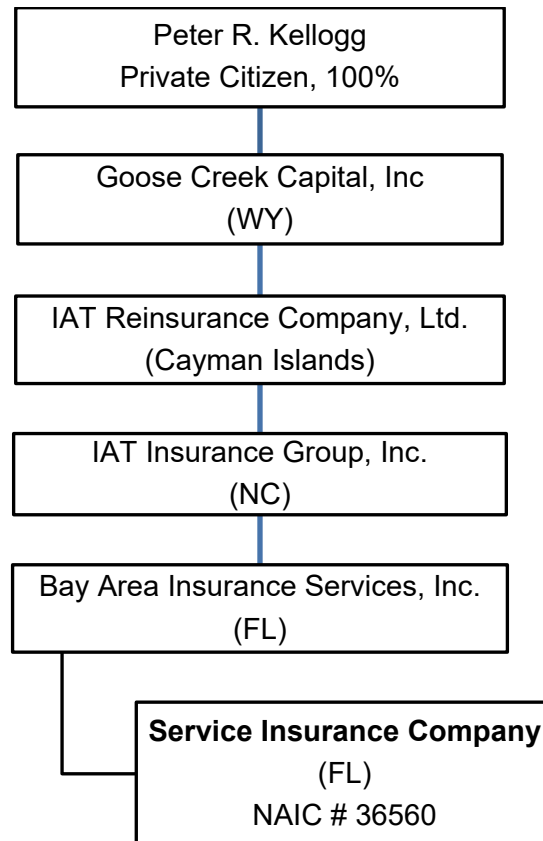 Peter R. Kellogg
Private Citizen, 100%
Goose Creek Capital, Inc
(WY)
IAT Reinsurance Company, Ltd.
(Cayman Islands)
IAT Insurance Group, Inc.
(NC)
Bay Area Insurance Services, Inc.
(FL)
Service Insurance Company
(FL)
NAIC # 36560